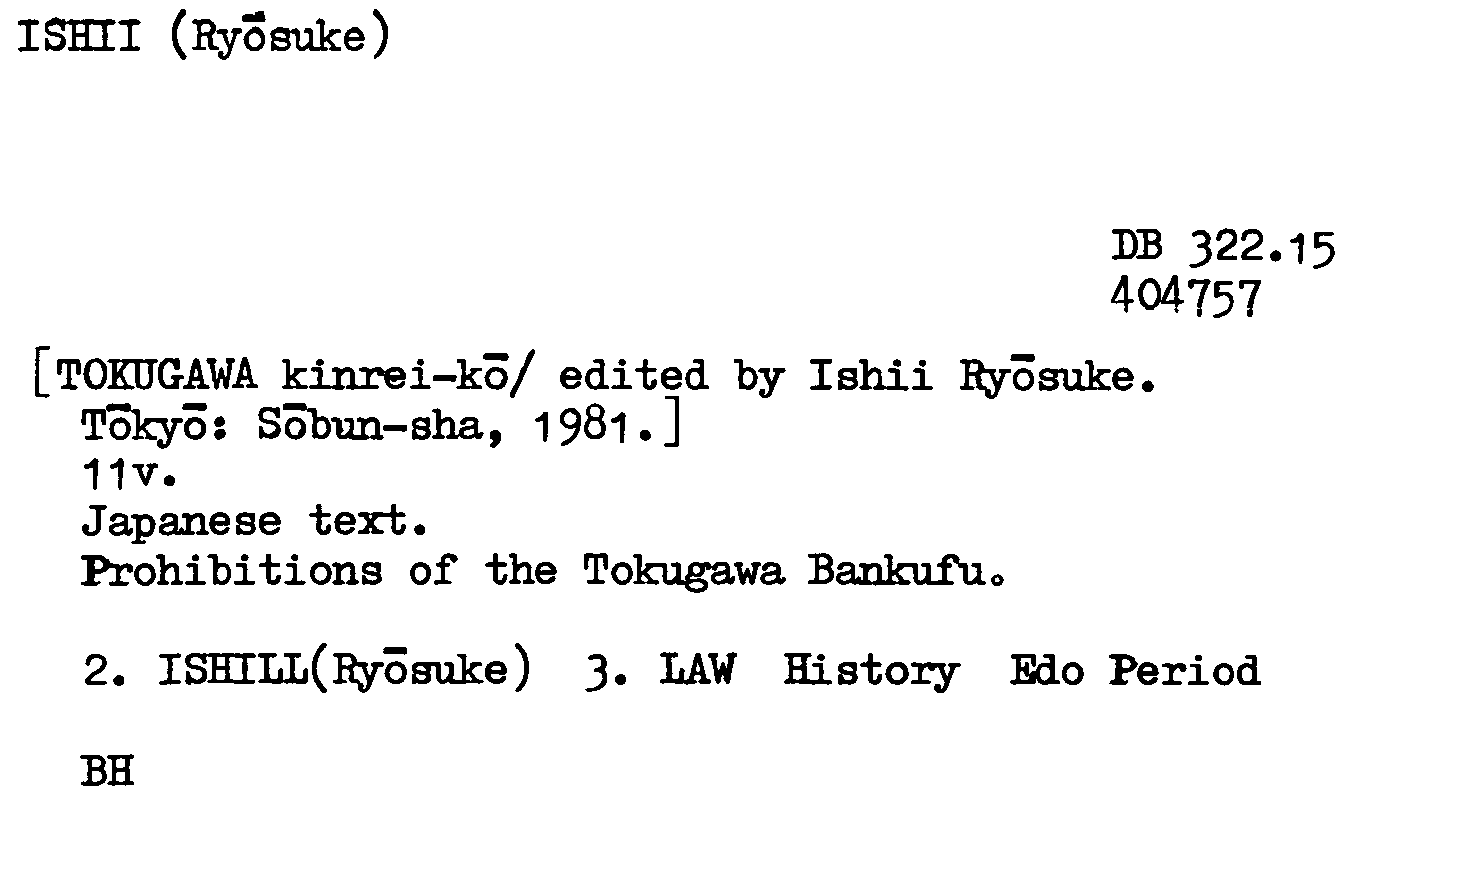 ISHII (Ryōsuke)
DB 322.15
404757
[TOKUGAWA kinrei-kō/ edited by Ishii Ryōsuke.
Tōkyō: Sōbun-sha, 1981.]
11v.
Japanese text.
Prohibitions of the Tokugawa Bankufu.
2. ISHILL(Ryōsuke) 3. LAW History Edo Period
BH